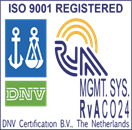 ISO 9001 REGISTERED
DNV
MGMT. SYS.
RvA C024
DNV Certification B.V., The Netherlands